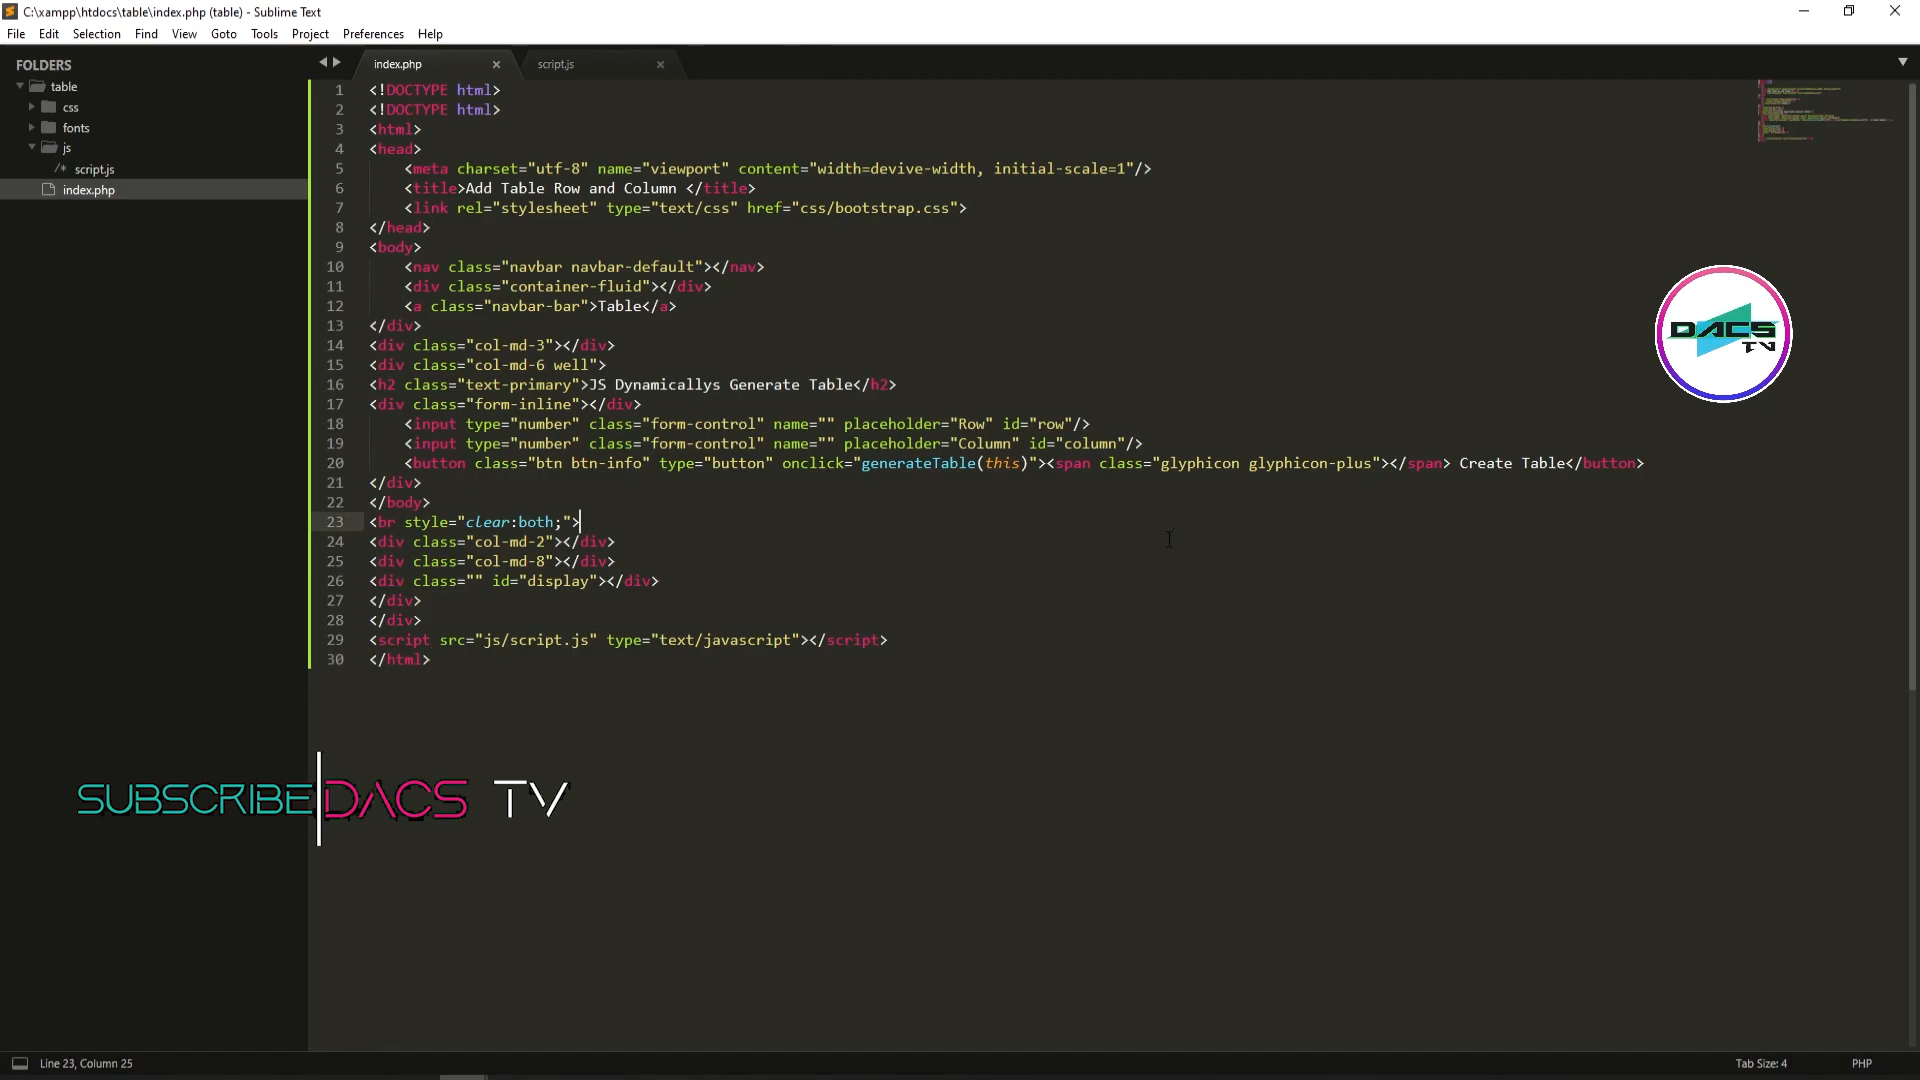 C:\xampp\htdocs\table\index.php (table) - Sublime Text
File Edit Selection Find View Goto Tools Project Preferences Help
FOLDERS
table
css
fonts
js
/* script.js
index.php
index.php × script.js ×
1 <!DOCTYPE html>
2 <!DOCTYPE html>
3 <html>
4 <head>
5     <meta charset="utf-8" name="viewport" content="width=devive-width, initial-scale=1"/>
6     <title>Add Table Row and Column </title>
7     <link rel="stylesheet" type="text/css" href="css/bootstrap.css">
8 </head>
9 <body>
10     <nav class="navbar navbar-default"></nav>
11     <div class="container-fluid"></div>
12     <a class="navbar-bar">Table</a>
13 </div>
14 <div class="col-md-3"></div>
15 <div class="col-md-6 well">
16 <h2 class="text-primary">JS Dynamicallys Generate Table</h2>
17 <div class="form-inline"></div>
18     <input type="number" class="form-control" name="" placeholder="Row" id="row"/>
19     <input type="number" class="form-control" name="" placeholder="Column" id="column"/>
20     <button class="btn btn-info" type="button" onclick="generateTable(this)"><span class="glyphicon glyphicon-plus"></span> Create Table</button>
21 </div>
22 </body>
23 <br style="clear:both;">
24 <div class="col-md-2"></div>
25 <div class="col-md-8"></div>
26 <div class="" id="display"></div>
27 </div>
28 </div>
29 <script src="js/script.js" type="text/javascript"></script>
30 </html>
DACS
TV
SUBSCRIBE DACS TV
Line 23, Column 25
Tab Size: 4
PHP